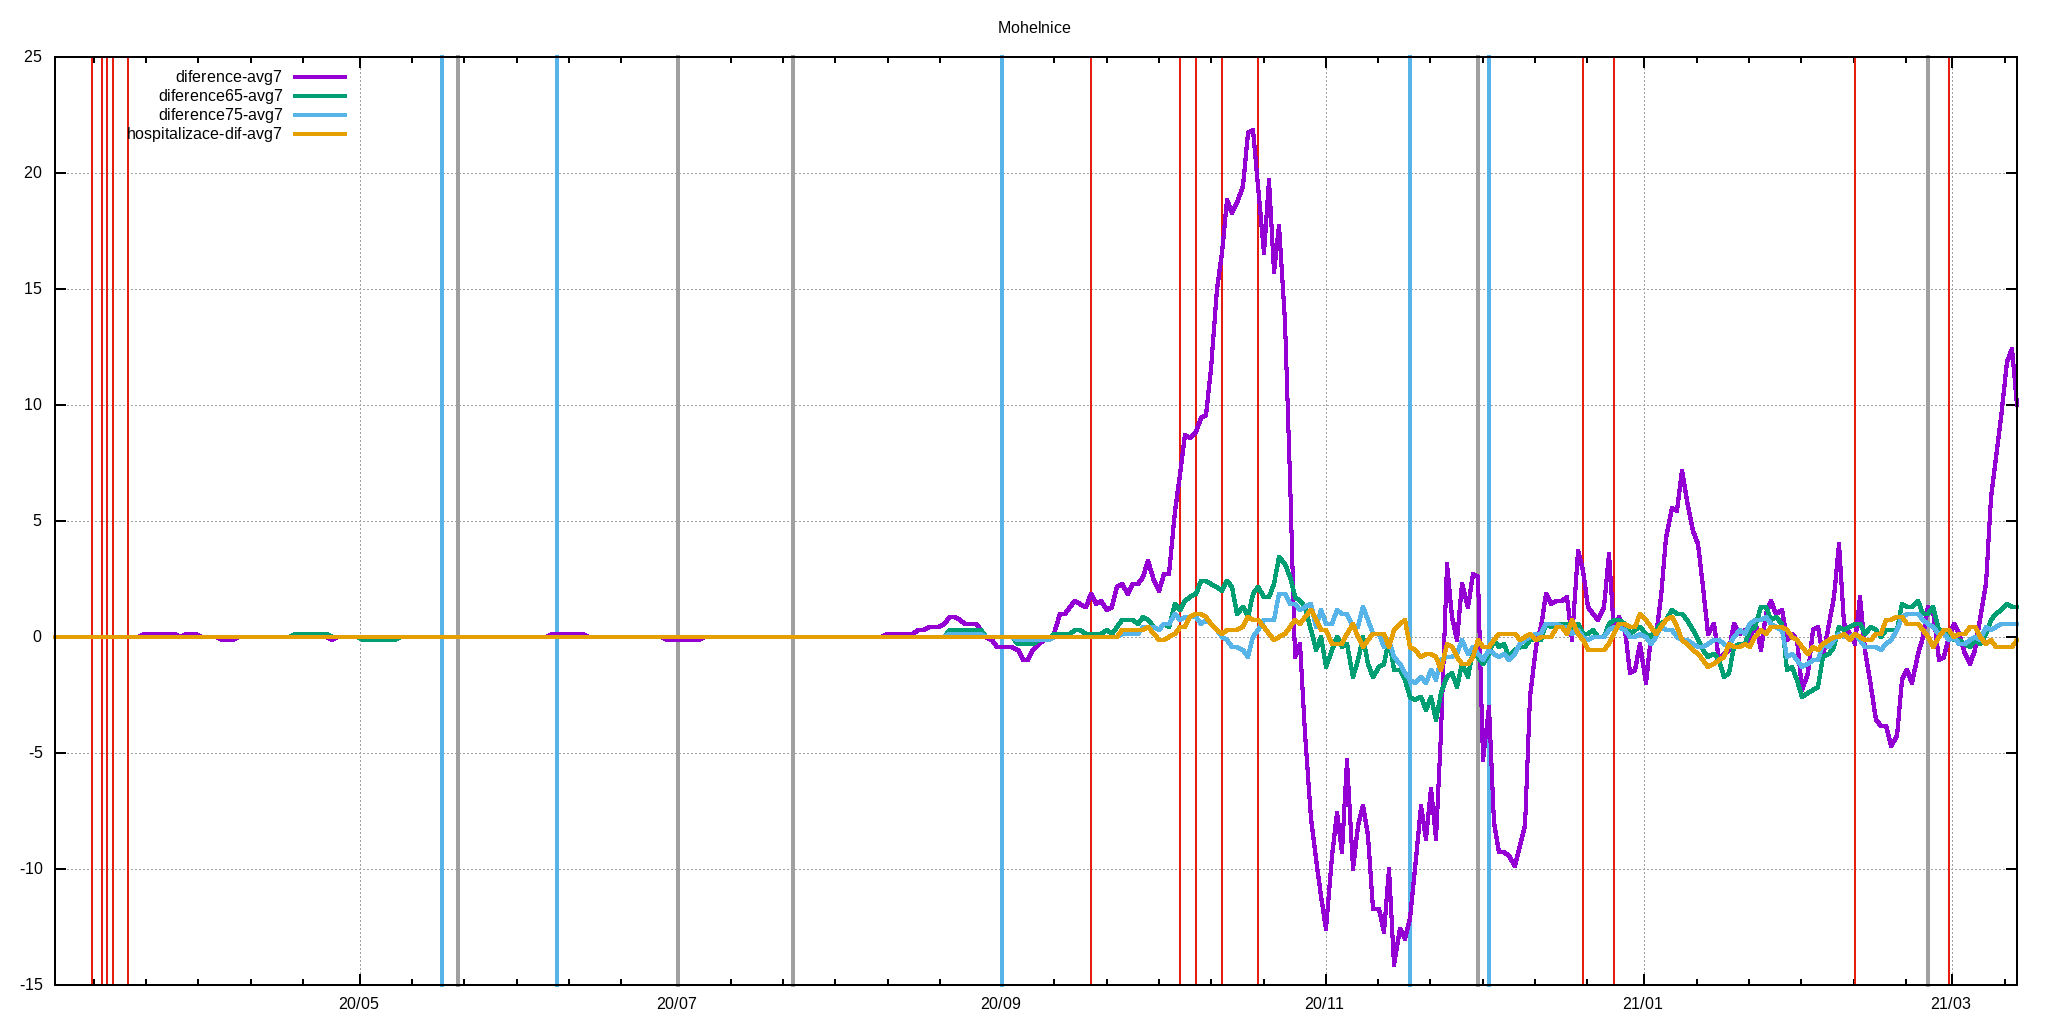 Mohelnice
25
diference-avg7
diference65-avg7
diference75-avg7
hospitalizace-dif-avg7
20
15
10
5
0
-5
-10
-15
20/05 20/07 20/09 20/11 21/01 21/03